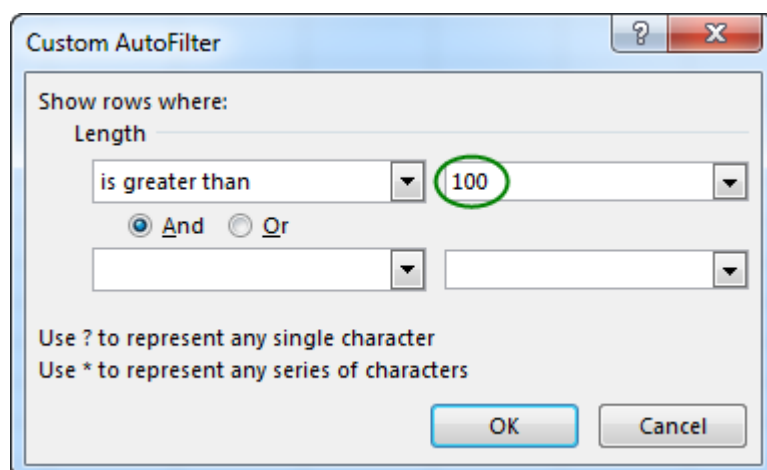 Custom AutoFilter
?
Show rows where:
Length
is greater than 100
And Or
Use ? to represent any single character
Use * to represent any series of characters
OK Cancel